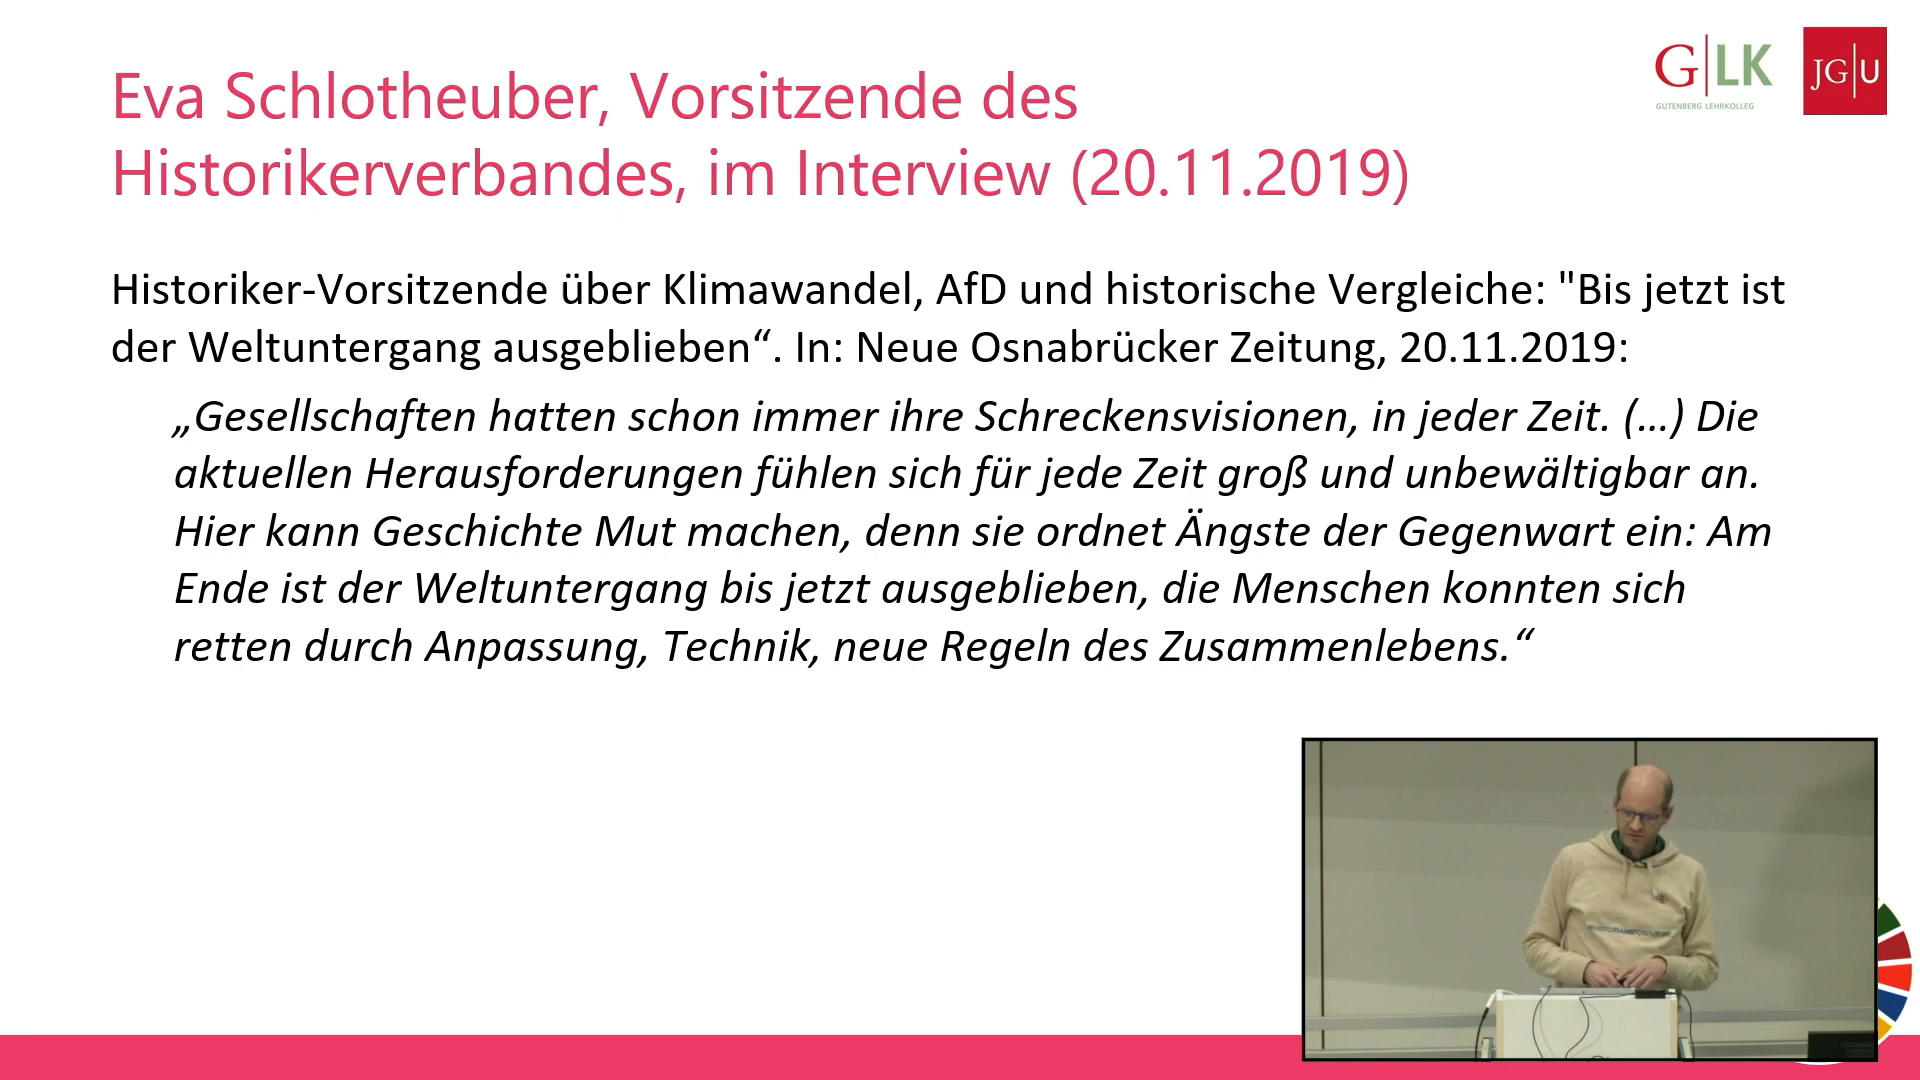 Eva Schlotheuber, Vorsitzende des
Historikerverbandes, im Interview (20.11.2019)
G|LK
GUTENBERG LEHRKOLLEG
JG|U
Historiker-Vorsitzende über Klimawandel, AfD und historische Vergleiche: "Bis jetzt ist
der Weltuntergang ausgeblieben“. In: Neue Osnabrücker Zeitung, 20.11.2019:
„Gesellschaften hatten schon immer ihre Schreckensvisionen, in jeder Zeit. (…) Die
aktuellen Herausforderungen fühlen sich für jede Zeit groß und unbewältigbar an.
Hier kann Geschichte Mut machen, denn sie ordnet Ängste der Gegenwart ein: Am
Ende ist der Weltuntergang bis jetzt ausgeblieben, die Menschen konnten sich
retten durch Anpassung, Technik, neue Regeln des Zusammenlebens.“